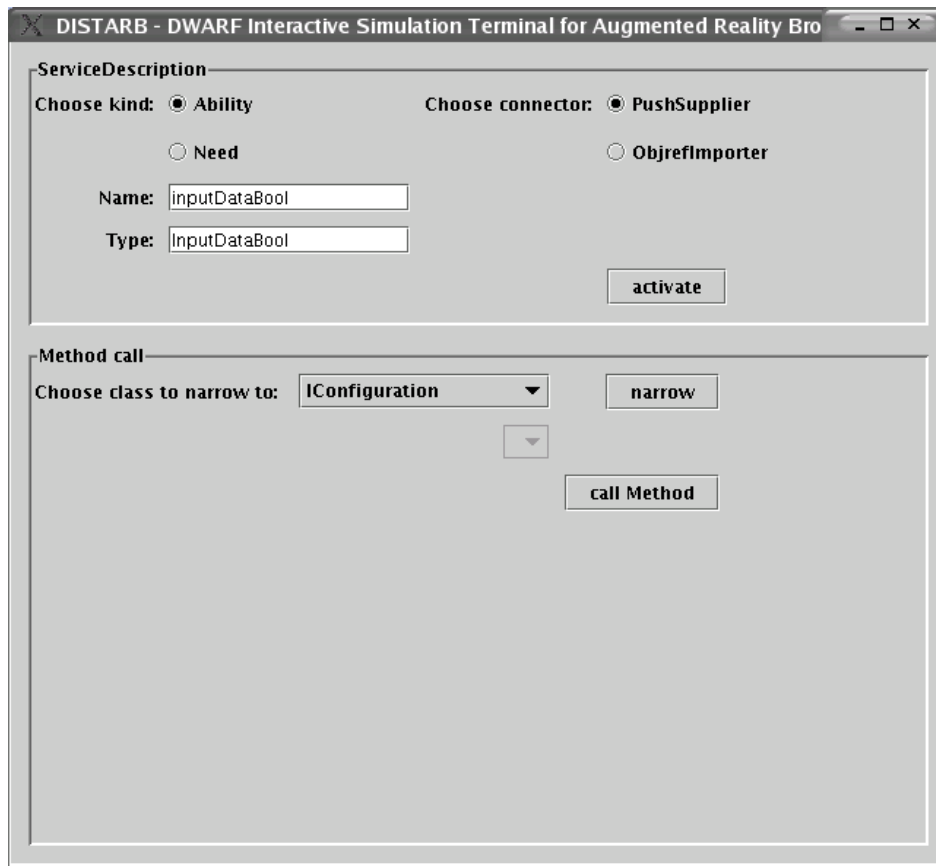 DISTARB - DWARF Interactive Simulation Terminal for Augmented Reality Bro
ServiceDescription
Choose kind: Ability Choose connector: PushSupplier
Need ObjrefImporter
Name: inputDataBool
Type: InputDataBool
activate
Method call
Choose class to narrow to: IConfiguration narrow
call Method